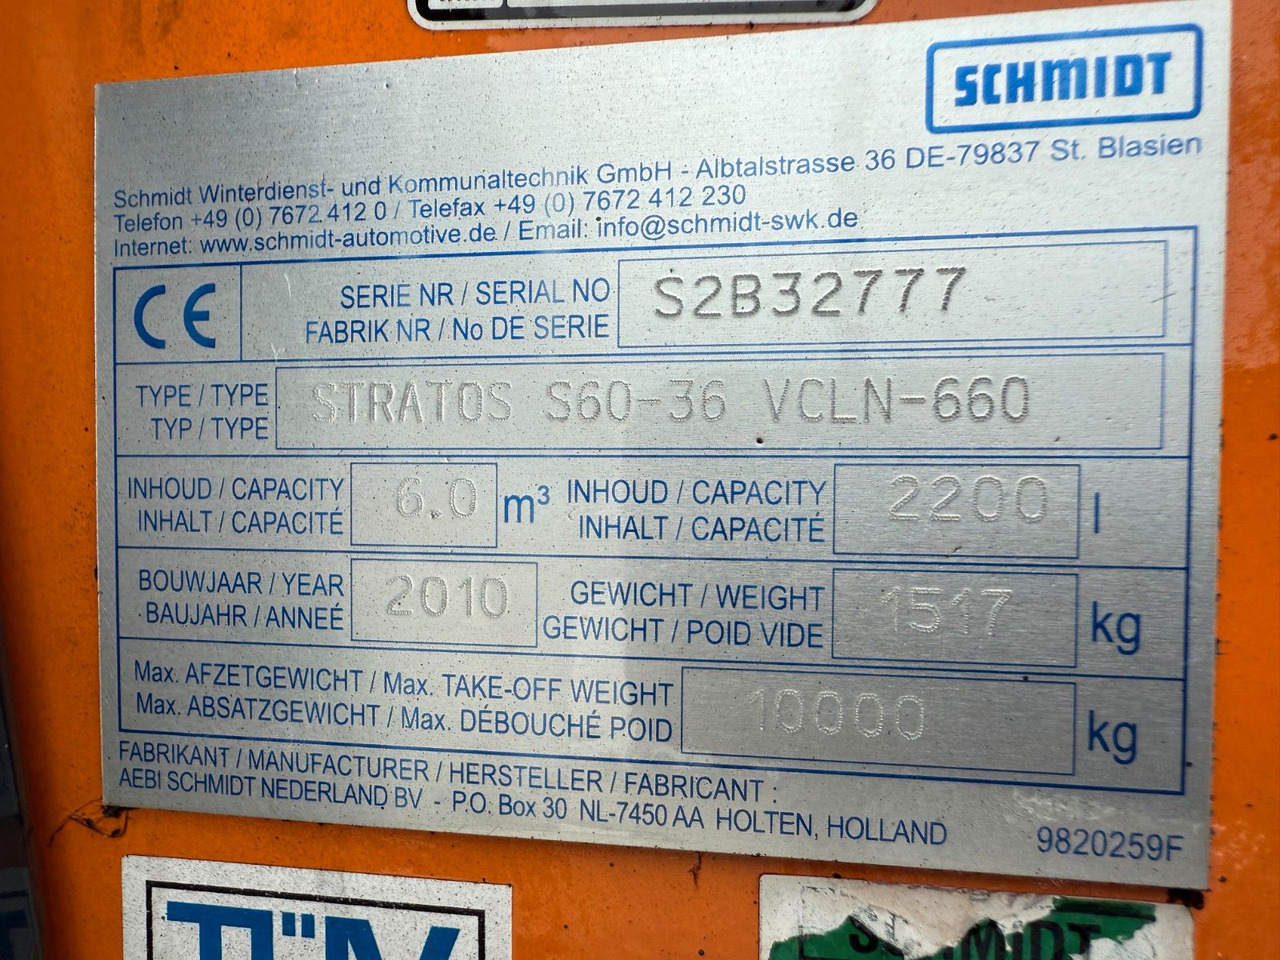 SCHMIDT
Schmidt Winterdienst- und Kommunaltechnik GmbH - Albtalstrasse 36 DE-79837 St. Blasien
Telefon +49 (0) 7672 412 0 / Telefax +49 (0) 7672 412 230
Internet: www.schmidt-automotive.de / Email: info@schmidt-swk.de
CE
SERIE NR / SERIAL NO
FABRIK NR / No DE SERIE
S2B32777
TYPE / TYPE
TYP / TYPE
STRATOS S60-36 VCLN-660
INHOUD / CAPACITY
INHALT / CAPACITÉ
6.0 m³
INHOUD / CAPACITY
INHALT / CAPACITÉ
2200 l
BOUWJAAR / YEAR
BAUJAHR / ANNEÉ
2010
GEWICHT / WEIGHT
GEWICHT / POID VIDE
1517 kg
Max. AFZETGEWICHT / Max. TAKE-OFF WEIGHT
Max. ABSATZGEWICHT / Max. DÉBOUCHÉ POID
10000 kg
FABRIKANT / MANUFACTURER / HERSTELLER / FABRICANT :
AEBI SCHMIDT NEDERLAND BV - P.O. Box 30 NL-7450 AA HOLTEN, HOLLAND
9820259F
TÜV
SCHMIDT